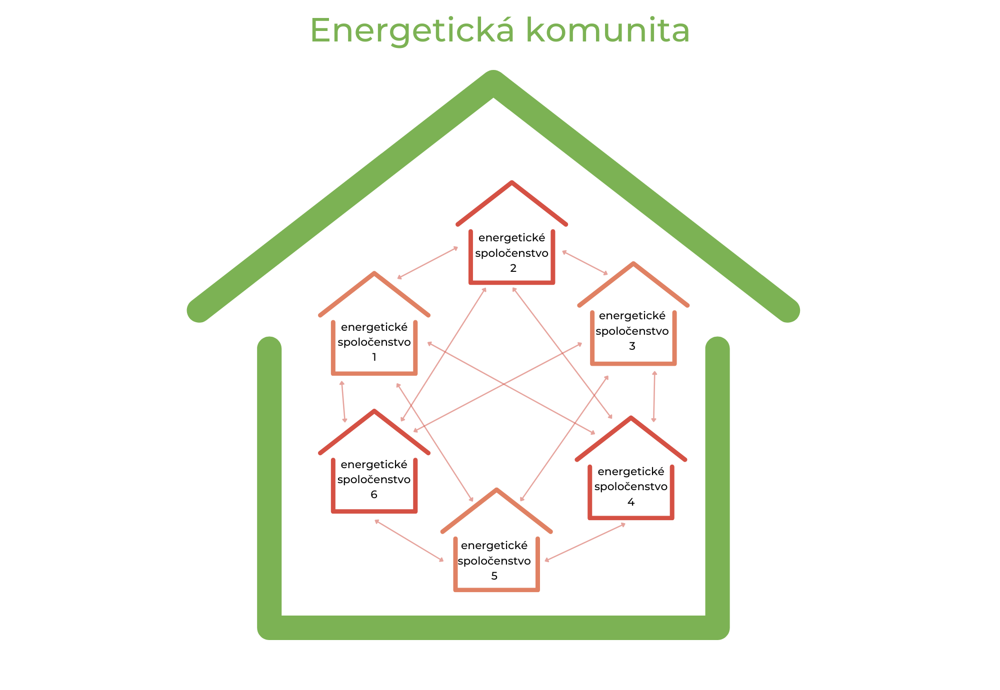 Energetická komunita
energetické
spoločenstvo
2
energetické
spoločenstvo
3
energetické
spoločenstvo
1
energetické
spoločenstvo
6
energetické
spoločenstvo
4
energetické
spoločenstvo
5